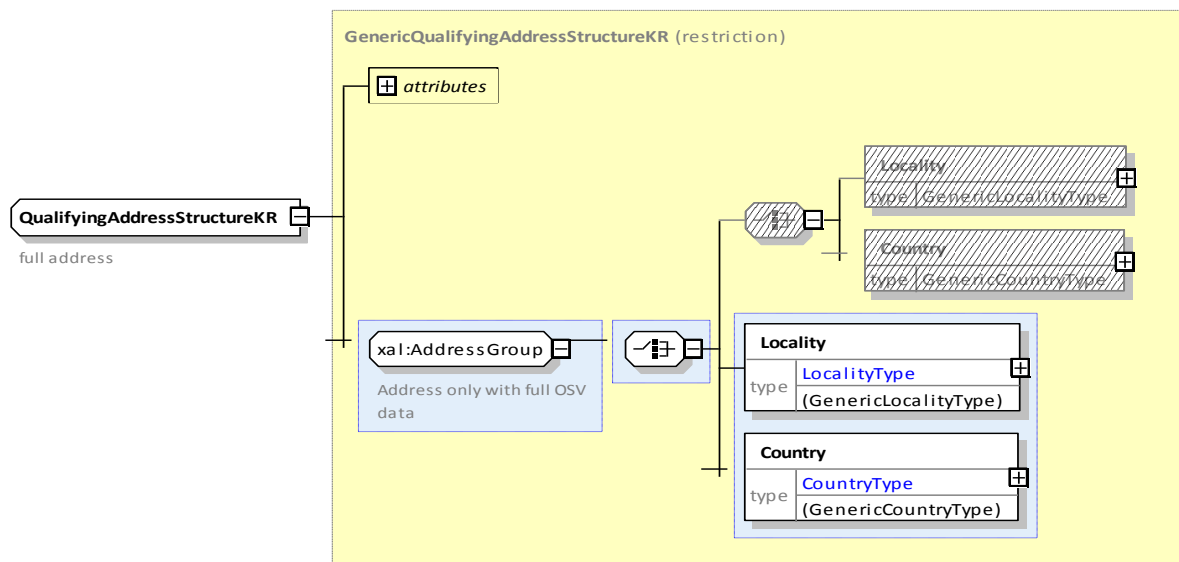 GenericQualifyingAddressStructureKR (restriction)
attributes
Locality
type GenericLocalityType
QualifyingAddressStructureKR
full address
Country
type GenericCountryType
xal:AddressGroup
Address only with full OSV
data
Locality
type LocalityType
(GenericLocalityType)
Country
type CountryType
(GenericCountryType)